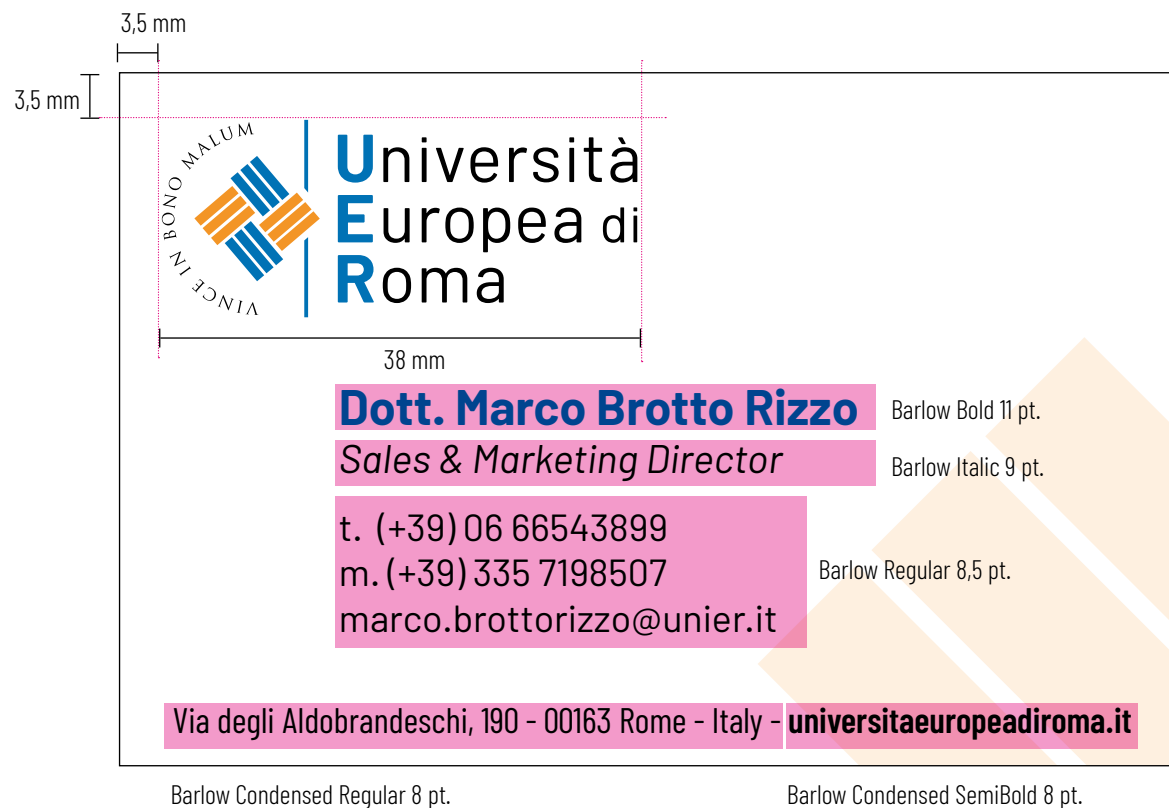 3,5 mm
3,5 mm
VINCE IN BONO MALUM
Università
Europea di
Roma
38 mm
Dott. Marco Brotto Rizzo
Barlow Bold 11 pt.
Sales & Marketing Director
Barlow Italic 9 pt.
t. (+39) 06 66543899
m. (+39) 335 7198507
Barlow Regular 8,5 pt.
marco.brottorizzo@unier.it
Via degli Aldobrandeschi, 190 - 00163 Rome - Italy - universitaeuropeadiroma.it
Barlow Condensed Regular 8 pt.
Barlow Condensed SemiBold 8 pt.